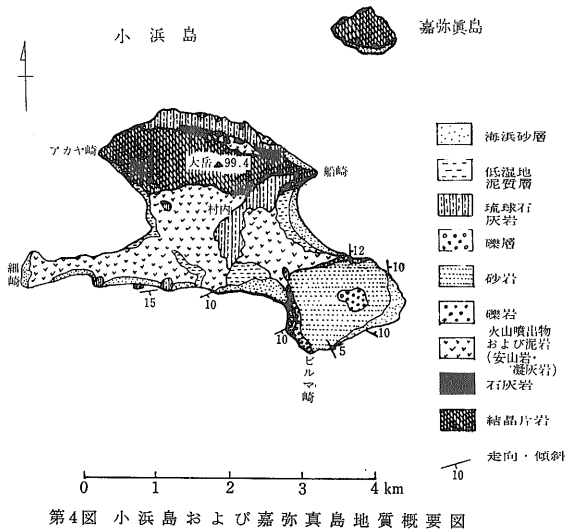 小浜島
嘉弥眞島
アカヤ崎
大岳 99.4
船崎
村内
細崎
12
10
15
10
10
10
5
ビルマ崎
海浜砂層
低湿地
泥質層
琉球石
灰岩
礫層
砂岩
礫岩
火山噴出物
および泥岩
(安山岩・
凝灰岩)
石灰岩
結晶片岩
走向・傾斜
10
0 1 2 3 4 km
第4図 小浜島および嘉弥真島地質概要図